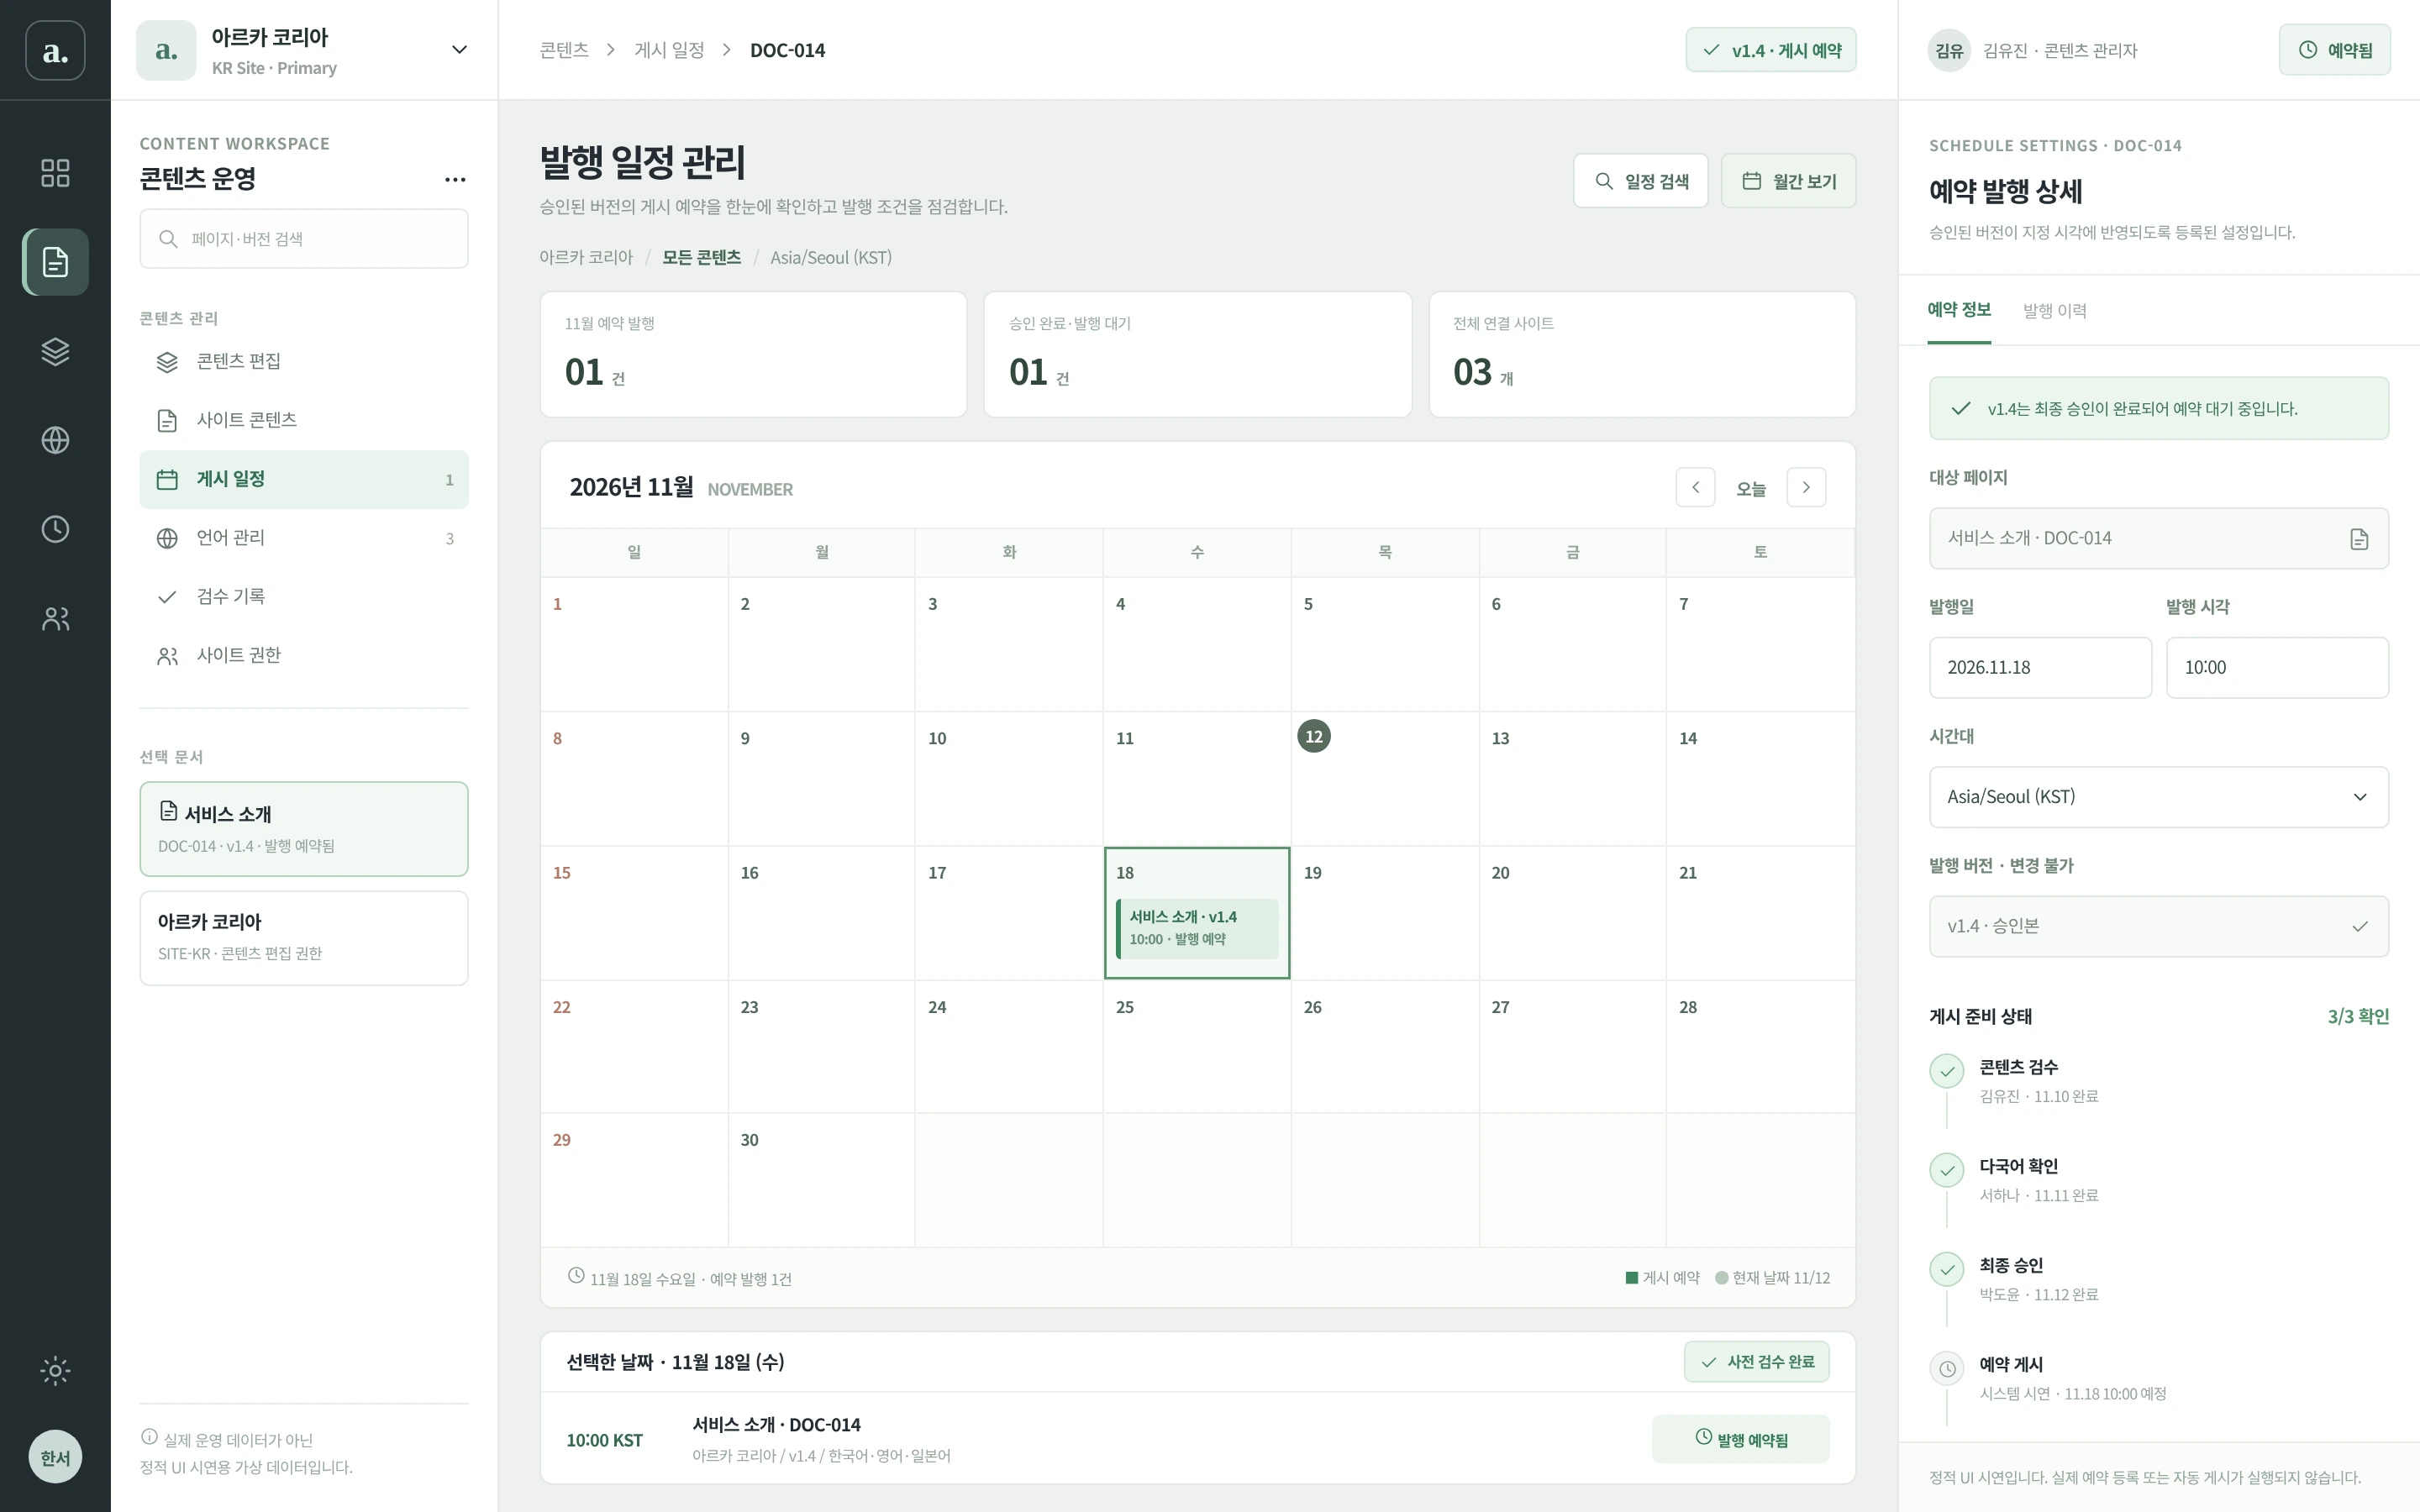 a.
한서
a.
아르카 코리아
KR Site · Primary
CONTENT WORKSPACE
콘텐츠 운영
페이지·버전 검색
콘텐츠 관리
콘텐츠 편집
사이트 콘텐츠
게시 일정 1
언어 관리 3
검수 기록
사이트 권한
선택 문서
서비스 소개
DOC-014 · v1.4 · 발행 예약됨
아르카 코리아
SITE-KR · 콘텐츠 편집 권한
실제 운영 데이터가 아닌
정적 UI 시연용 가상 데이터입니다.
콘텐츠 > 게시 일정 > DOC-014
v1.4 · 게시 예약
발행 일정 관리
승인된 버전의 게시 예약을 한눈에 확인하고 발행 조건을 점검합니다.
일정 검색
월간 보기
아르카 코리아 / 모든 콘텐츠 / Asia/Seoul (KST)
11월 예약 발행
01 건
승인 완료·발행 대기
01 건
전체 연결 사이트
03 개
2026년 11월 NOVEMBER
오늘
일 월 화 수 목 금 토
1 2 3 4 5 6 7
8 9 10 11 12 13 14
15 16 17 18 19 20 21
서비스 소개 · v1.4
10:00 · 발행 예약
22 23 24 25 26 27 28
29 30
11월 18일 수요일 · 예약 발행 1건
게시 예약 현재 날짜 11/12
선택한 날짜 · 11월 18일 (수)
사전 검수 완료
10:00 KST
서비스 소개 · DOC-014
아르카 코리아 / v1.4 / 한국어·영어·일본어
발행 예약됨
김유
김유진 · 콘텐츠 관리자
예약됨
SCHEDULE SETTINGS · DOC-014
예약 발행 상세
승인된 버전이 지정 시각에 반영되도록 등록된 설정입니다.
예약 정보 발행 이력
v1.4는 최종 승인이 완료되어 예약 대기 중입니다.
대상 페이지
서비스 소개 · DOC-014
발행일 발행 시각
2026.11.18 10:00
시간대
Asia/Seoul (KST)
발행 버전 · 변경 불가
v1.4 · 승인본
게시 준비 상태 3/3 확인
콘텐츠 검수
김유진 · 11.10 완료
다국어 확인
서하나 · 11.11 완료
최종 승인
박도윤 · 11.12 완료
예약 게시
시스템 시연 · 11.18 10:00 예정
정적 UI 시연입니다. 실제 예약 등록 또는 자동 게시가 실행되지 않습니다.